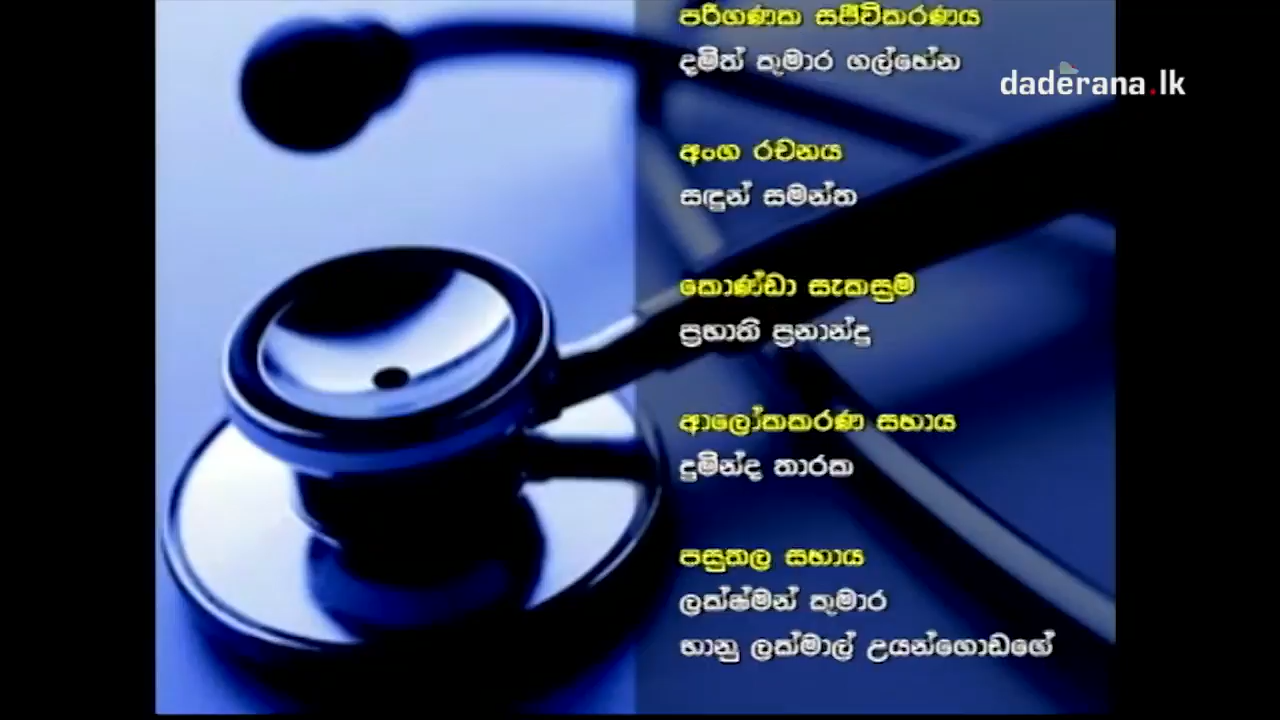 පරිගණක සජීවිකරණය
දමිත් කුමාර ගල්හේන
daderana.lk
අංග රචනය
සඳුන් සමන්ත
කොණ්ඩා සැකසුම
ප්‍රභාති ප්‍රනාන්දු
ආලෝකකරණ සහාය
දුමින්ද තාරක
පසුතල සහාය
ලක්ෂ්මන් කුමාර
භානු ලක්මාල් උයන්ගොඩගේ